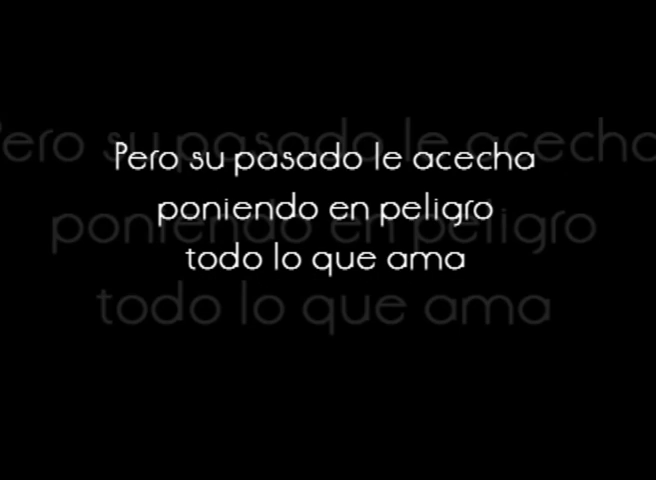 Pero su pasado le acecha
poniendo en peligro
todo lo que ama